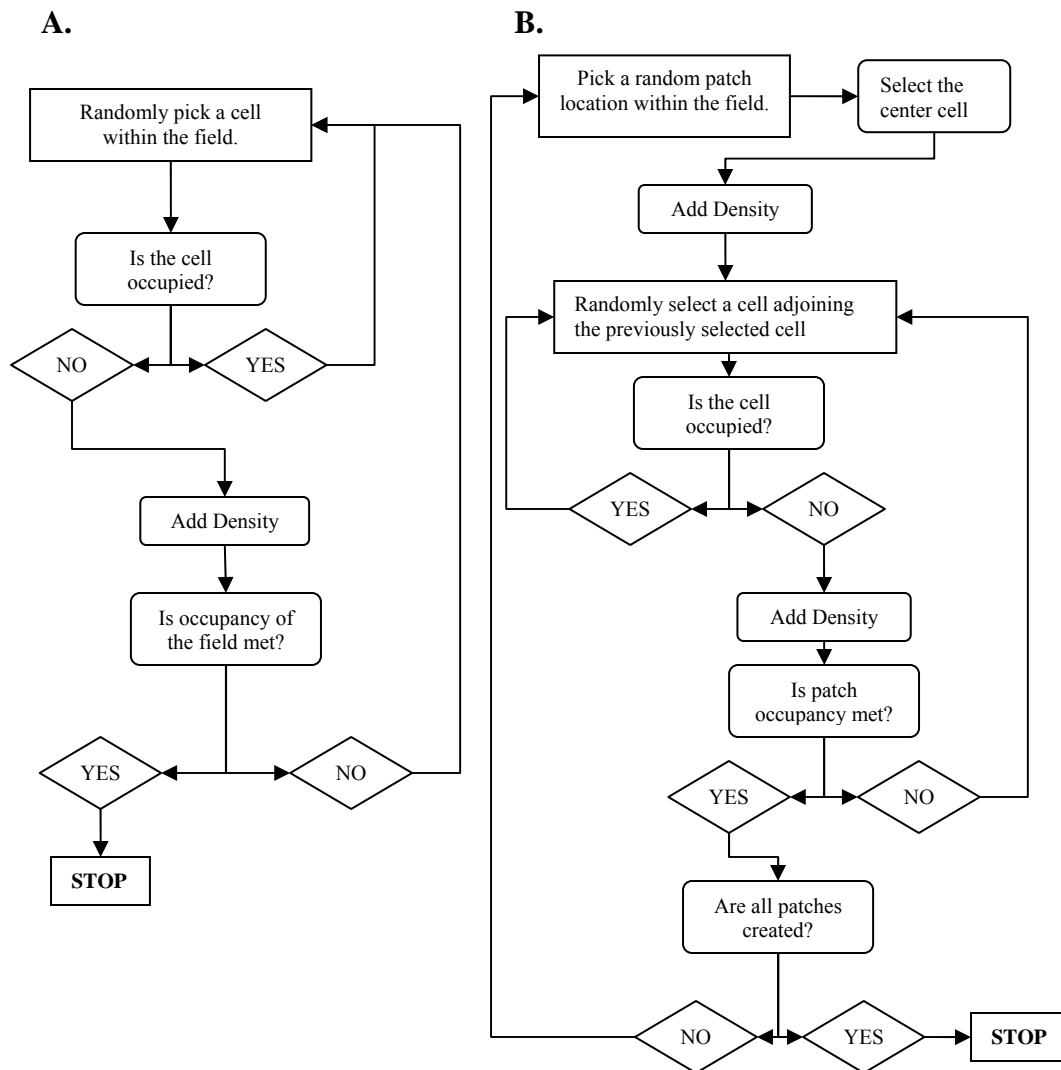 A.
Randomly pick a cell
within the field.
Is the cell
occupied?
NO
YES
Add Density
Is occupancy of
the field met?
YES
NO
STOP
B.
Pick a random patch
location within the field.
Select the
center cell
Add Density
Randomly select a cell adjoining
the previously selected cell
Is the cell
occupied?
YES
NO
Add Density
Is patch
occupancy met?
YES
NO
Are all patches
created?
NO
YES
STOP